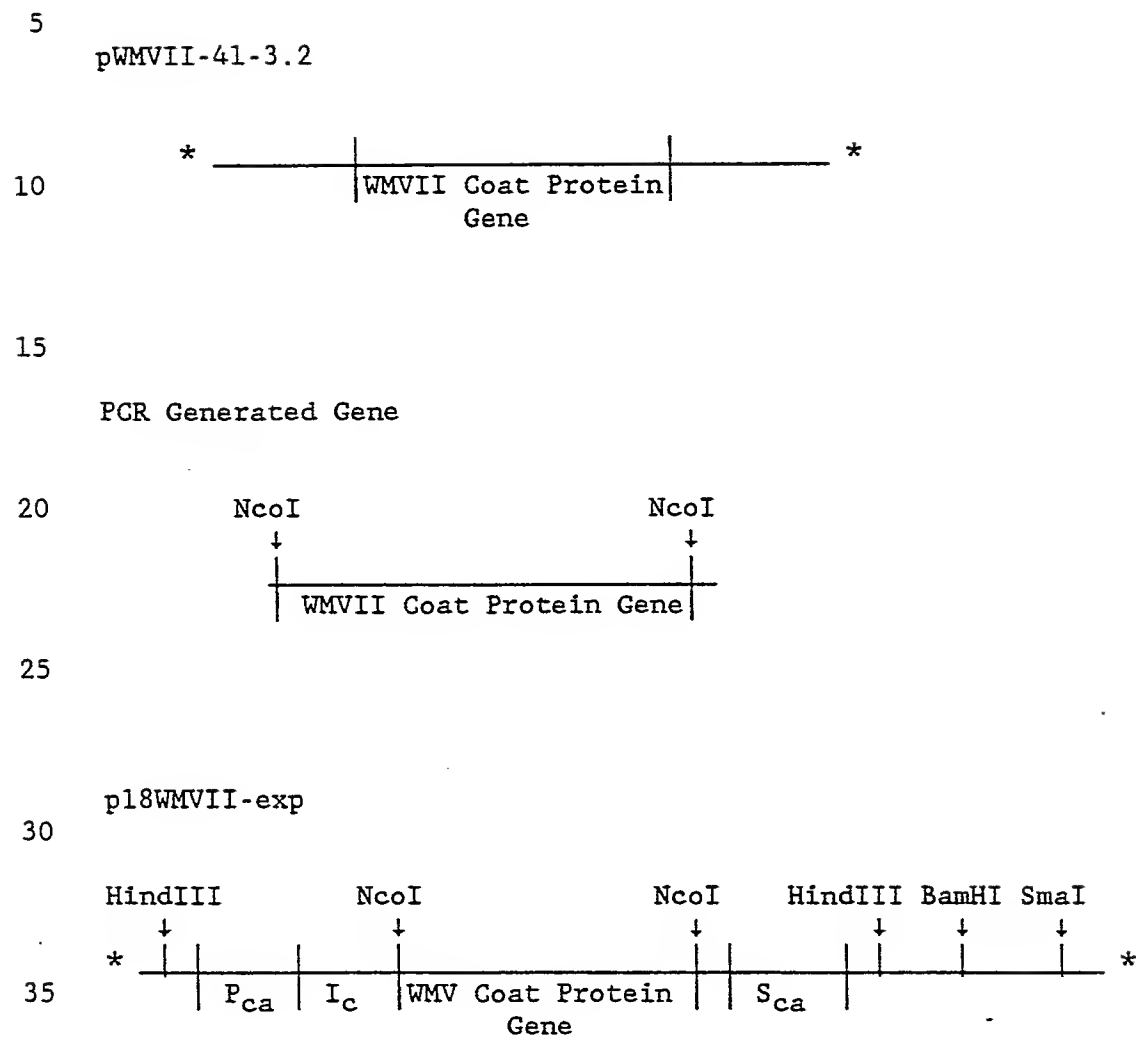 5
pWMVII-41-3.2
* *
10 WMVII Coat Protein
Gene
15
PCR Generated Gene
20 NcoI NcoI
↓ ↓
WMVII Coat Protein Gene
25
p18WMVII-exp
30
HindIII NcoI NcoI HindIII BamHI SmaI
↓ ↓ ↓ ↓ ↓ ↓
* *
35 Pca Ic WMV Coat Protein Sca
Gene